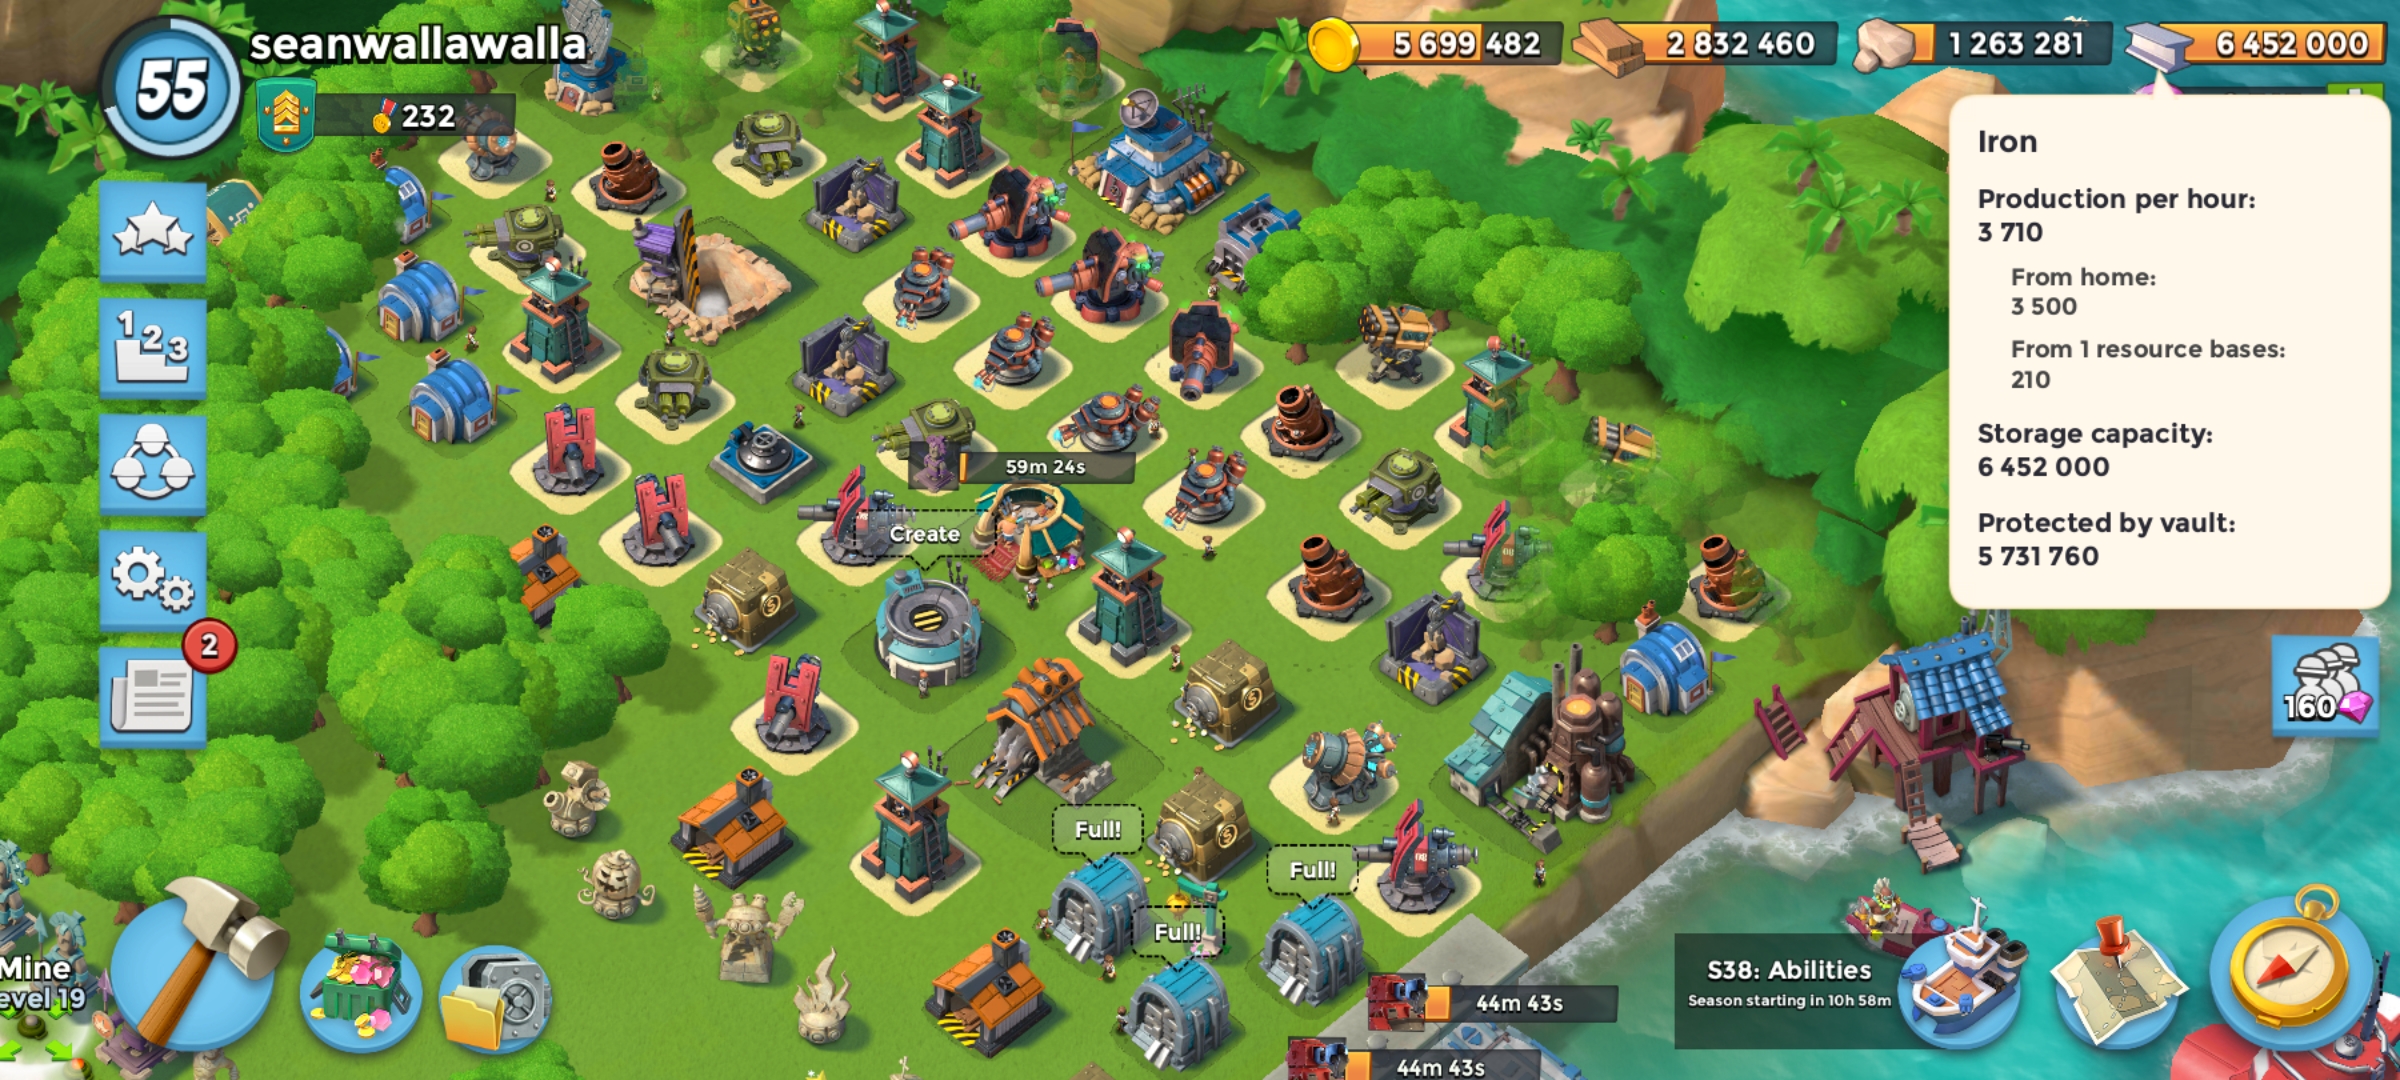 55
seanwallawalla
232
5 699 482
2 832 460
1 263 281
6 452 000
Iron
Production per hour:
3 710
From home:
3 500
From 1 resource bases:
210
Storage capacity:
6 452 000
Protected by vault:
5 731 760
123
59m 24s
Create
2
160
Full!
Full!
Full!
Mine
evel 19
S38: Abilities
Season starting in 10h 58m
44m 43s
44m 43s